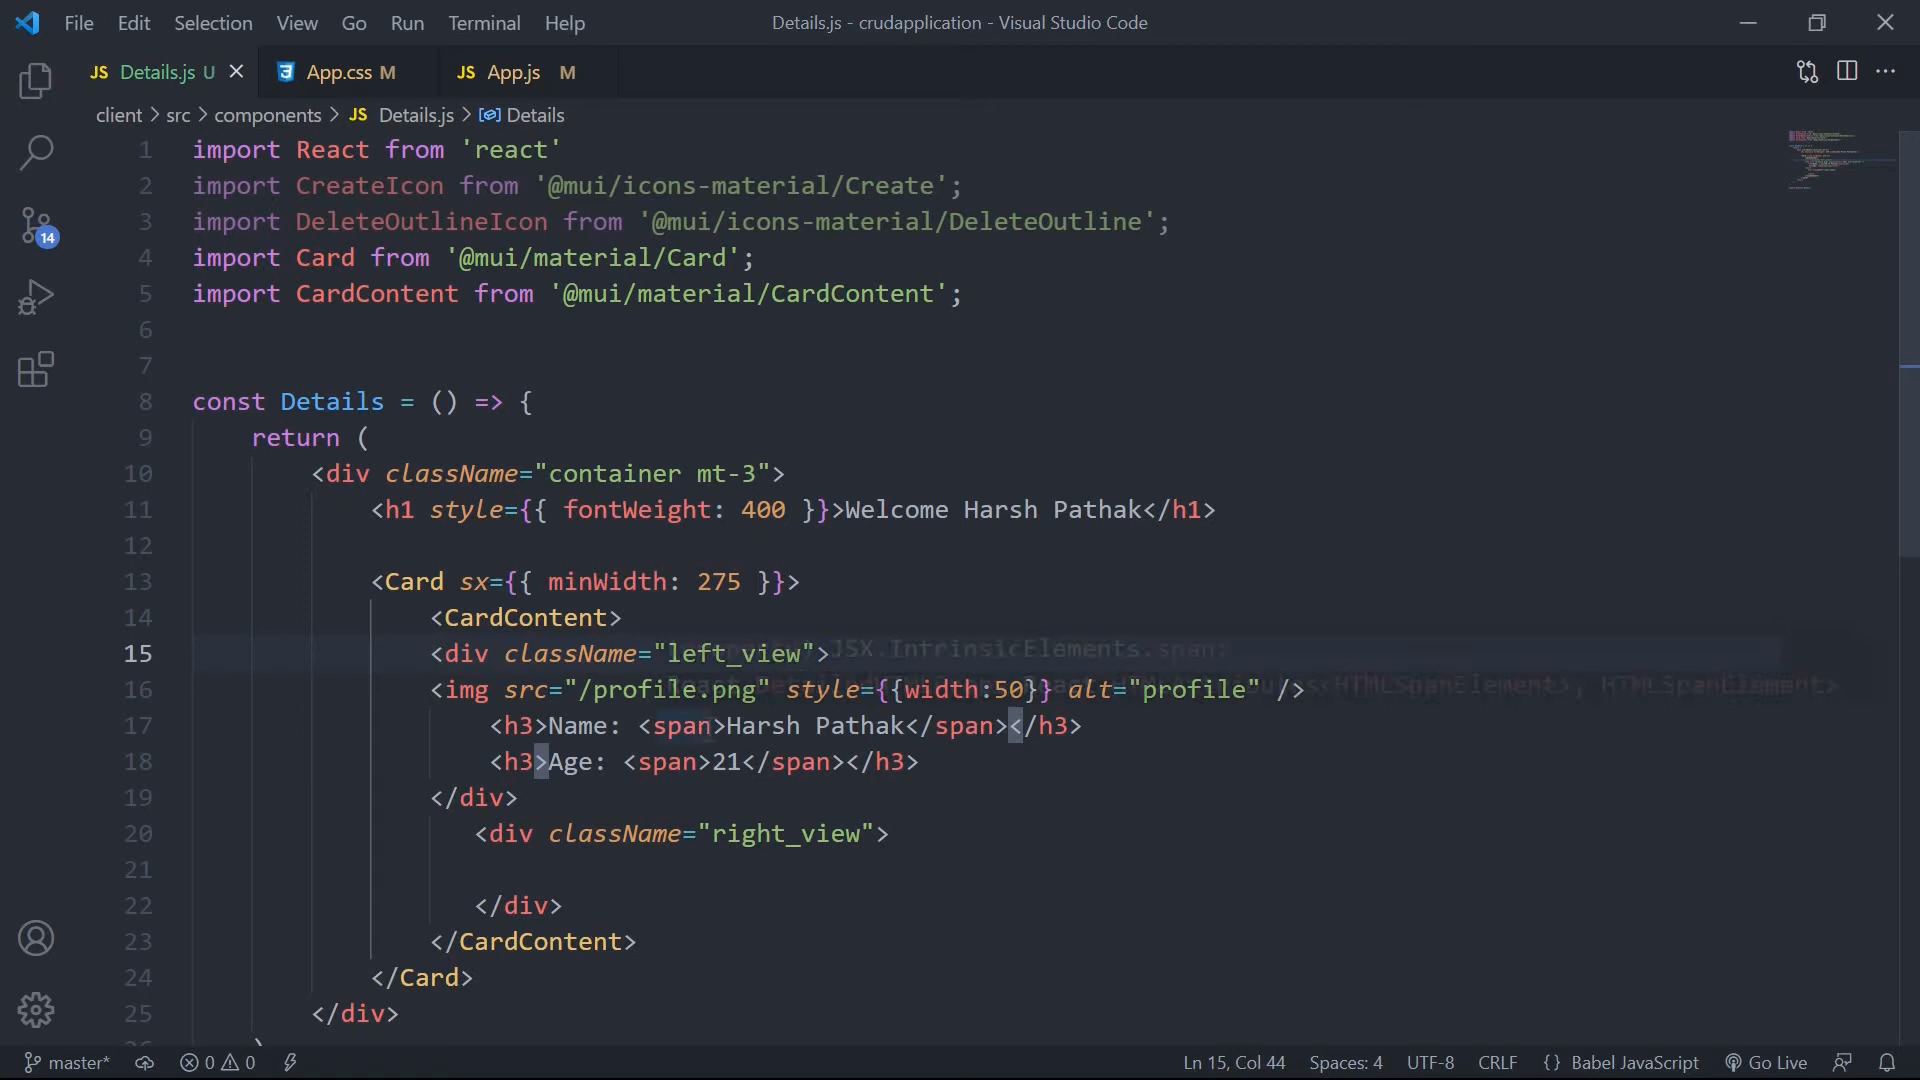 File Edit Selection View Go Run Terminal Help Details.js - crudapplication - Visual Studio Code
JS Details.js U App.css M JS App.js M
client > src > components > JS Details.js > Details
1 import React from 'react'
2 import CreateIcon from '@mui/icons-material/Create';
3 import DeleteOutlineIcon from '@mui/icons-material/DeleteOutline';
4 import Card from '@mui/material/Card';
5 import CardContent from '@mui/material/CardContent';
6
7
8 const Details = () => {
9 return (
10 <div className="container mt-3">
11 <h1 style={{ fontWeight: 400 }}>Welcome Harsh Pathak</h1>
12
13 <Card sx={{ minWidth: 275 }}>
14 <CardContent>
15 <div className="left_view">
JSX.IntrinsicElements.span:
16 <img src="/profile.png" style={{width:50}} alt="profile" />
<HTMLSpanElement>, HTMLSpanElement>
17 <h3>Name: <span>Harsh Pathak</span></h3>
18 <h3>Age: <span>21</span></h3>
19 </div>
20 <div className="right_view">
21
22 </div>
23 </CardContent>
24 </Card>
25 </div>
14
master* 0 0 Ln 15, Col 44 Spaces: 4 UTF-8 CRLF {} Babel JavaScript Go Live